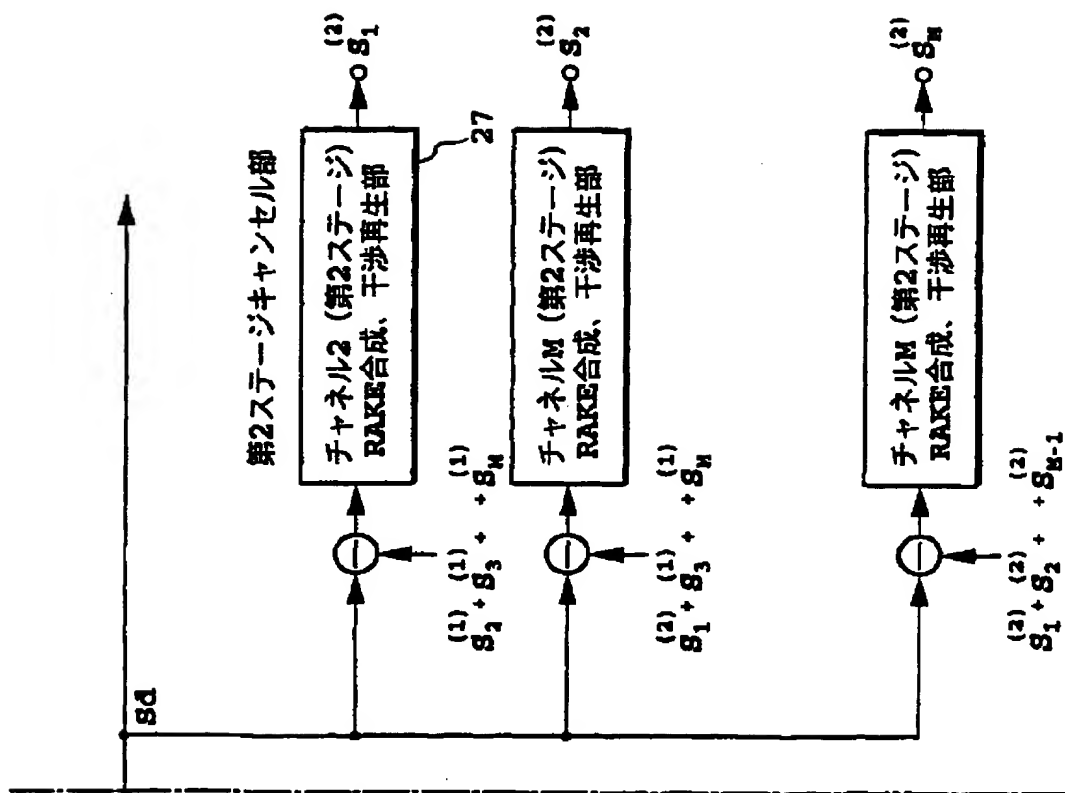 第2ステージキャンセル部
Sd
チャネル2 (第2ステージ)
RAKE合成、干渉再生部
27
S₁⁽²⁾
S₂⁽¹⁾+S₃⁽¹⁾+ +S_M⁽¹⁾
チャネルM (第2ステージ)
RAKE合成、干渉再生部
S₂⁽²⁾
S₁⁽²⁾+S₃⁽¹⁾+ +S_M⁽¹⁾
チャネルM (第2ステージ)
RAKE合成、干渉再生部
S_M⁽²⁾
S₁⁽²⁾+S₂⁽²⁾+ +S_M-1⁽²⁾